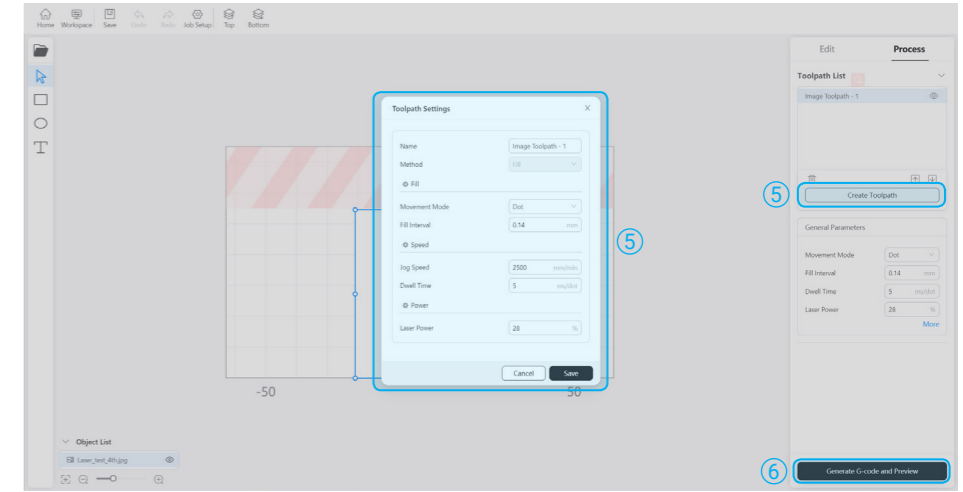 Home Workspace Save Undo Redo Job Setup Top Bottom
Edit Process
Toolpath List
Image Toolpath - 1
⑤ Create Toolpath
General Parameters
Movement Mode Dot
Fill Interval 0.14 mm
Dwell Time 5 ms/dot
Laser Power 28 %
More
⑥ Generate G-code and Preview
Toolpath Settings X
Name Image Toolpath - 1
Method Fill
Fill
Movement Mode Dot
Fill Interval 0.14 mm
⑤
Speed
Jog Speed 2500 mm/min
Dwell Time 5 ms/dot
Power
Laser Power 28 %
Cancel Save
-50 50
Object List
Laser_test_4th.jpg